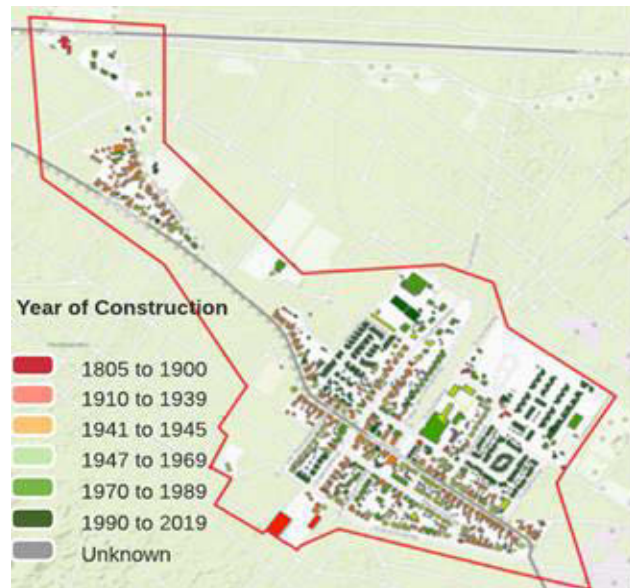 Year of Construction
1805 to 1900
1910 to 1939
1941 to 1945
1947 to 1969
1970 to 1989
1990 to 2019
Unknown